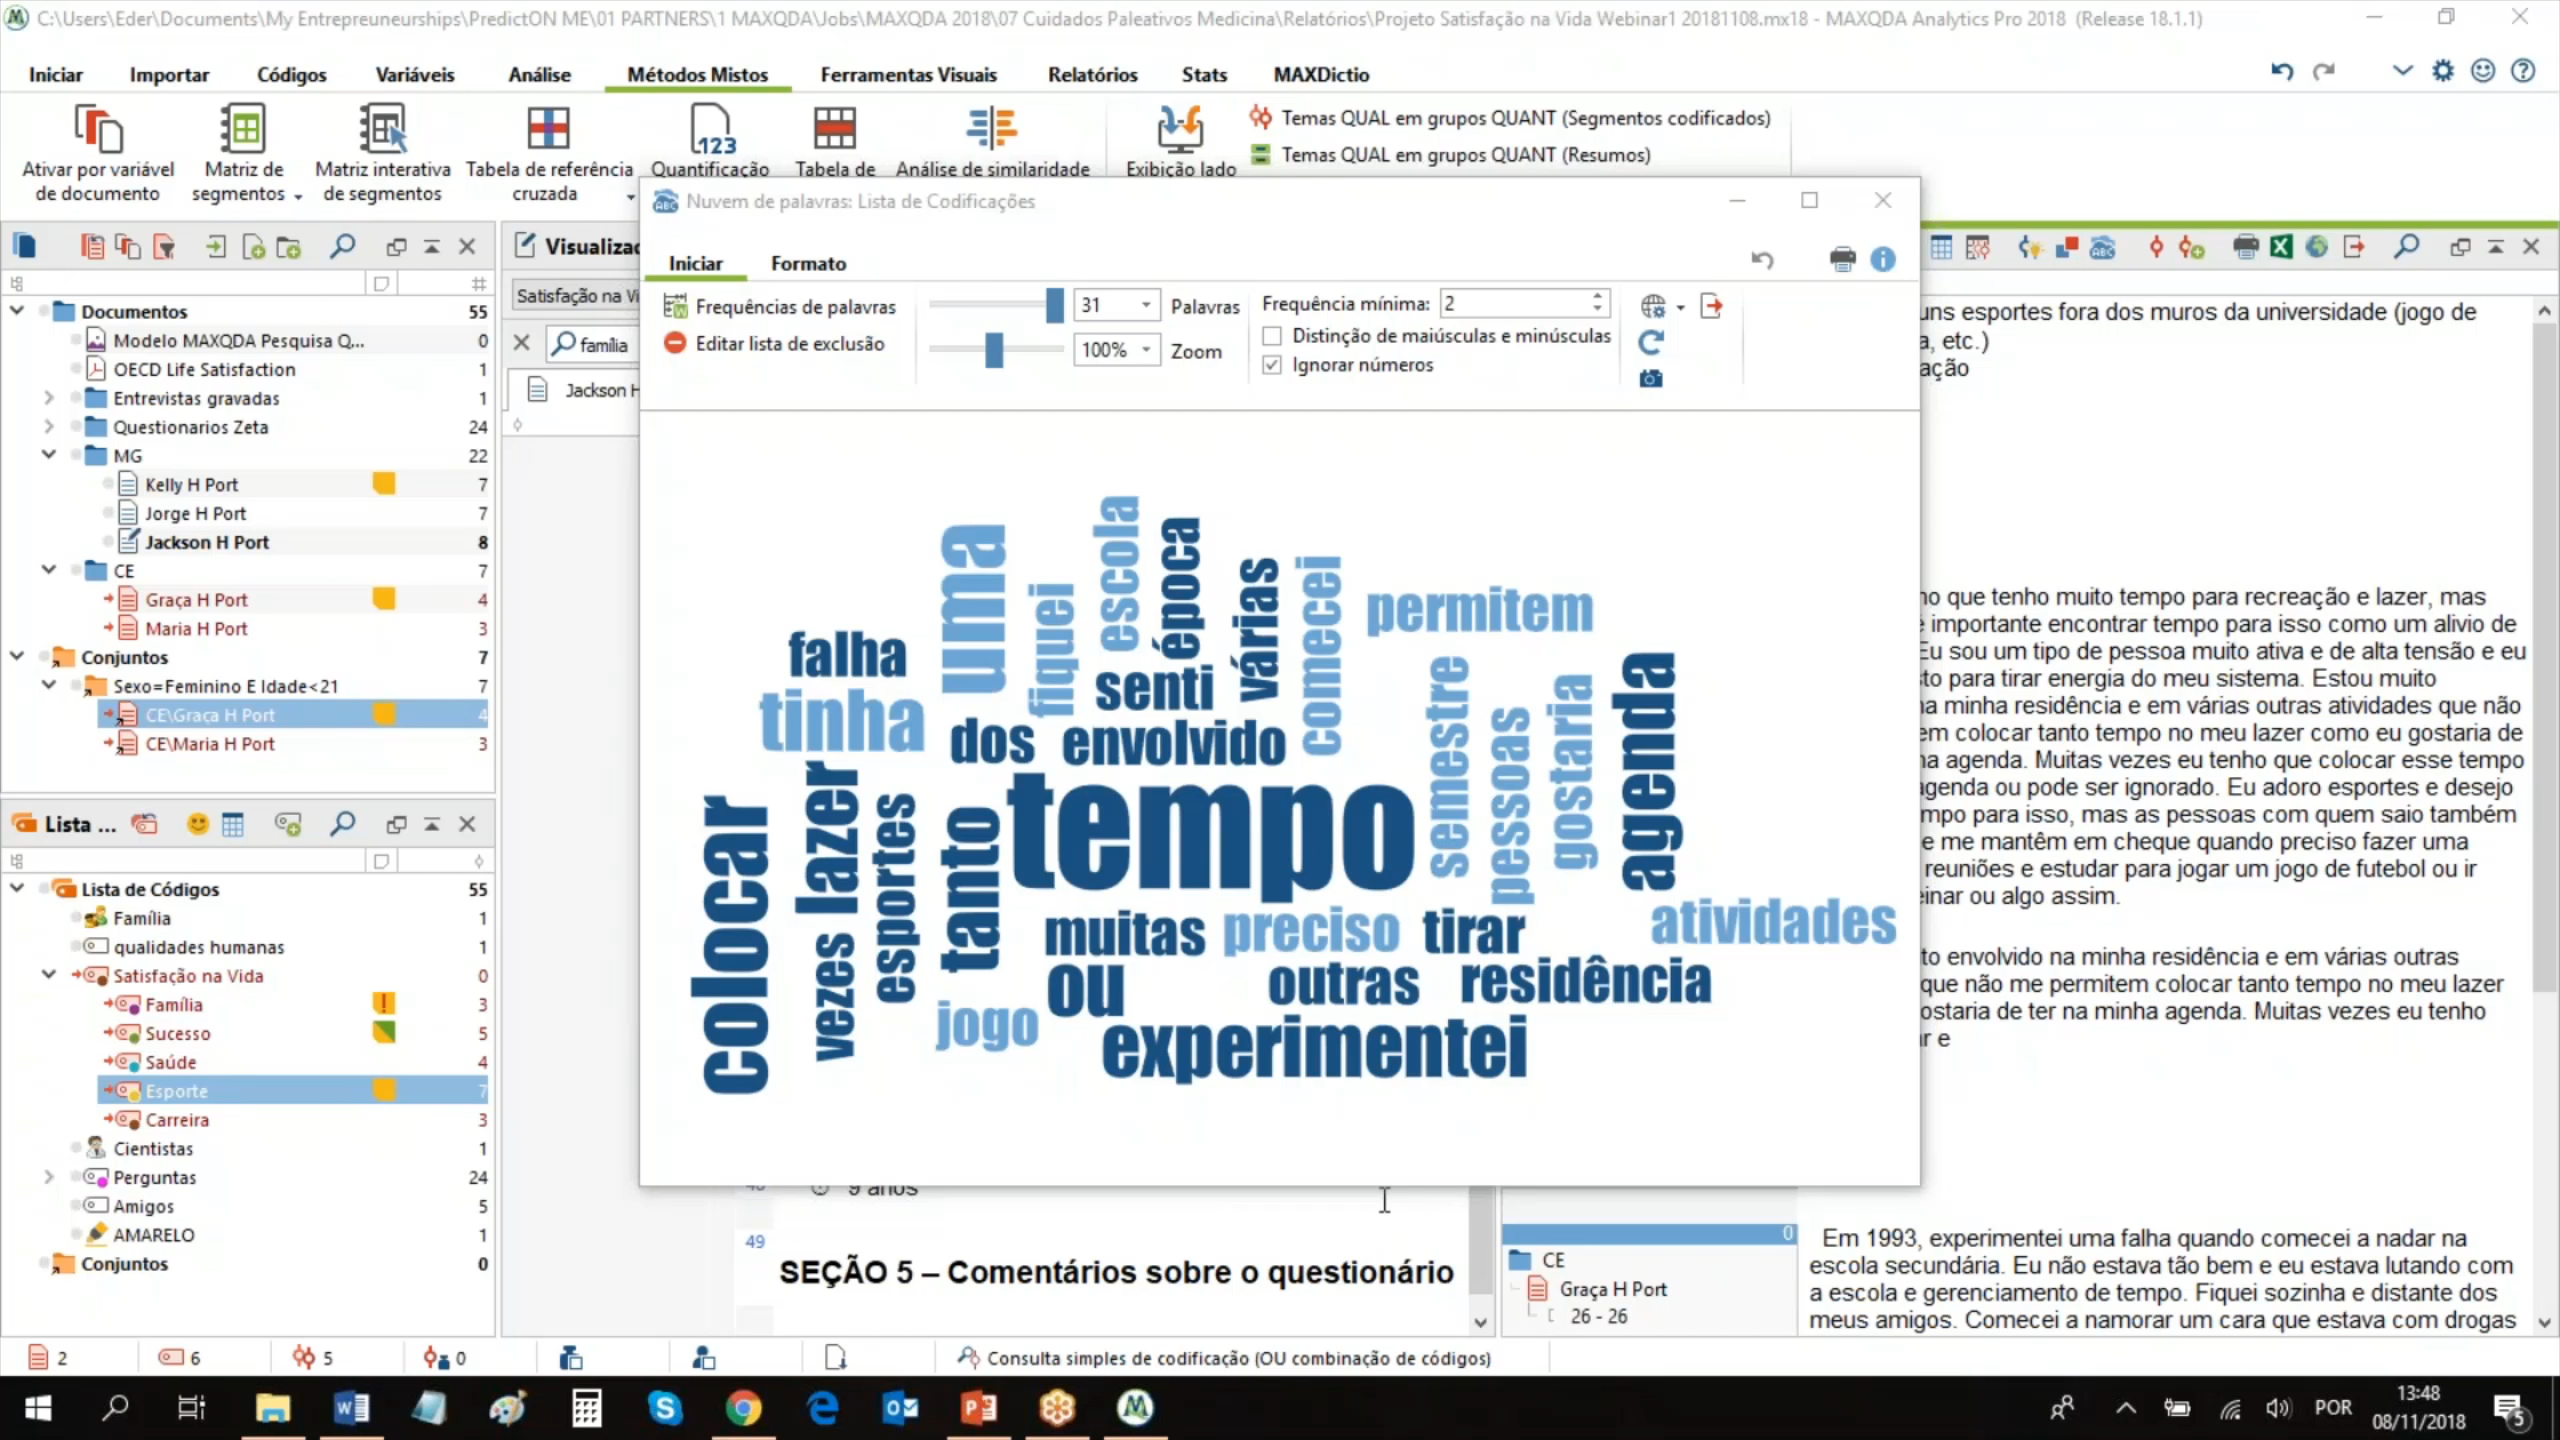 C:\Users\Eder\Documents\My Entrepreuneurships\PredictON ME\01 PARTNERS\1 MAXQDA\Jobs\MAXQDA 2018\07 Cuidados Paleativos Medicina\Relatórios\Projeto Satisfação na Vida Webinar1 20181108.mx18 - MAXQDA Analytics Pro 2018 (Release 18.1.1)
Iniciar Importar Códigos Variáveis Análise Métodos Mistos Ferramentas Visuais Relatórios Stats MAXDictio
Ativar por variável de documento
Matriz de segmentos
Matriz interativa de segmentos
Tabela de referência cruzada
123
Quantificação
Tabela de
Análise de similaridade
Exibição lado
Temas QUAL em grupos QUANT (Segmentos codificados)
Temas QUAL em grupos QUANT (Resumos)
Documentos 55
Modelo MAXQDA Pesquisa Q... 0
OECD Life Satisfaction 1
Entrevistas gravadas 1
Questionarios Zeta 24
MG 22
Kelly H Port 7
Jorge H Port 7
Jackson H Port 8
CE 7
Graça H Port 4
Maria H Port 3
Conjuntos 7
Sexo=Feminino E Idade<21 7
CE\Graça H Port 4
CE\Maria H Port 3
Lista ...
Lista de Códigos 55
Família 1
qualidades humanas 1
Satisfação na Vida 0
Família 3
Sucesso 5
Saúde 4
Esporte 7
Carreira 3
Cientistas 1
Perguntas 24
Amigos 5
AMARELO 1
Conjuntos 0
Visualizad
Satisfação na Vi
família
Jackson H
Nuvem de palavras: Lista de Codificações
Iniciar Formato
Frequências de palavras
Editar lista de exclusão
31 Palavras
100% Zoom
Frequência mínima: 2
Distinção de maiúsculas e minúsculas
Ignorar números
escola
uma
época
fiquei
várias
comecei
permitem
falha
senti
tinha
semestre
agenda
dos
envolvido
pessoas
gostaria
tempo
colocar
vezes
lazer
esportes
tanto
muitas
preciso
tirar
atividades
ou
outras
residência
jogo
experimentei
9 anos
49
SEÇÃO 5 – Comentários sobre o questionário
uns esportes fora dos muros da universidade (jogo de
a, etc.)
ação
no que tenho muito tempo para recreação e lazer, mas
é importante encontrar tempo para isso como um alivio de
Eu sou um tipo de pessoa muito ativa e de alta tensão e eu
to para tirar energia do meu sistema. Estou muito
na minha residência e em várias outras atividades que não
em colocar tanto tempo no meu lazer como eu gostaria de
na agenda. Muitas vezes eu tenho que colocar esse tempo
agenda ou pode ser ignorado. Eu adoro esportes e desejo
mpo para isso, mas as pessoas com quem saio também
e me mantêm em cheque quando preciso fazer uma
reuniões e estudar para jogar um jogo de futebol ou ir
einar ou algo assim.
to envolvido na minha residência e em várias outras
que não me permitem colocar tanto tempo no meu lazer
ostaria de ter na minha agenda. Muitas vezes eu tenho
r e
0
CE
Graça H Port
26 - 26
Em 1993, experimentei uma falha quando comecei a nadar na
escola secundária. Eu não estava tão bem e eu estava lutando com
a escola e gerenciamento de tempo. Fiquei sozinha e distante dos
meus amigos. Comecei a namorar um cara que estava com drogas
2 6 5 0 Consulta simples de codificação (OU combinação de códigos)
POR
13:48
08/11/2018
5